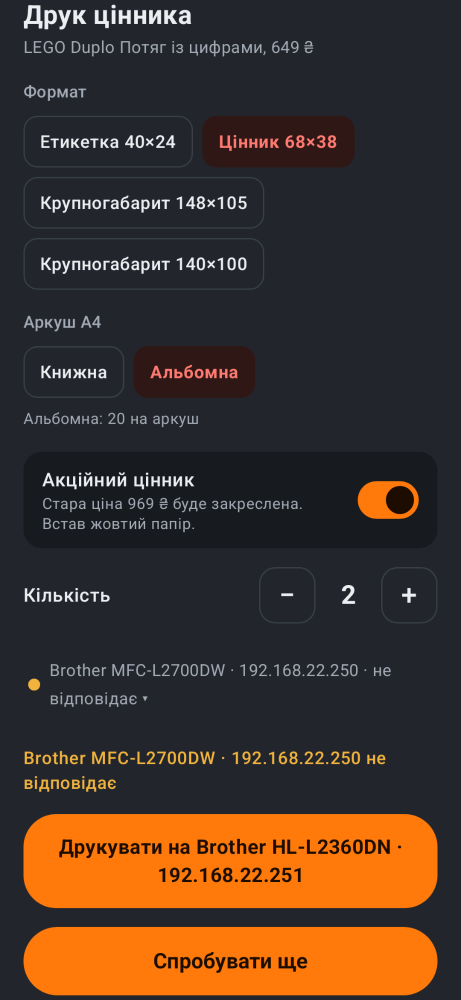 Друк цінника
LEGO Duplo Потяг із цифрами, 649 ₴
Формат
Етикетка 40×24
Цінник 68×38
Крупногабарит 148×105
Крупногабарит 140×100
Аркуш A4
Книжна
Альбомна
Альбомна: 20 на аркуш
Акційний цінник
Стара ціна 969 ₴ буде закреслена.
Встав жовтий папір.
Кількість
− 2 +
Brother MFC-L2700DW · 192.168.22.250 · не
відповідає ▾
Brother MFC-L2700DW · 192.168.22.250 не
відповідає
Друкувати на Brother HL-L2360DN ·
192.168.22.251
Спробувати ще